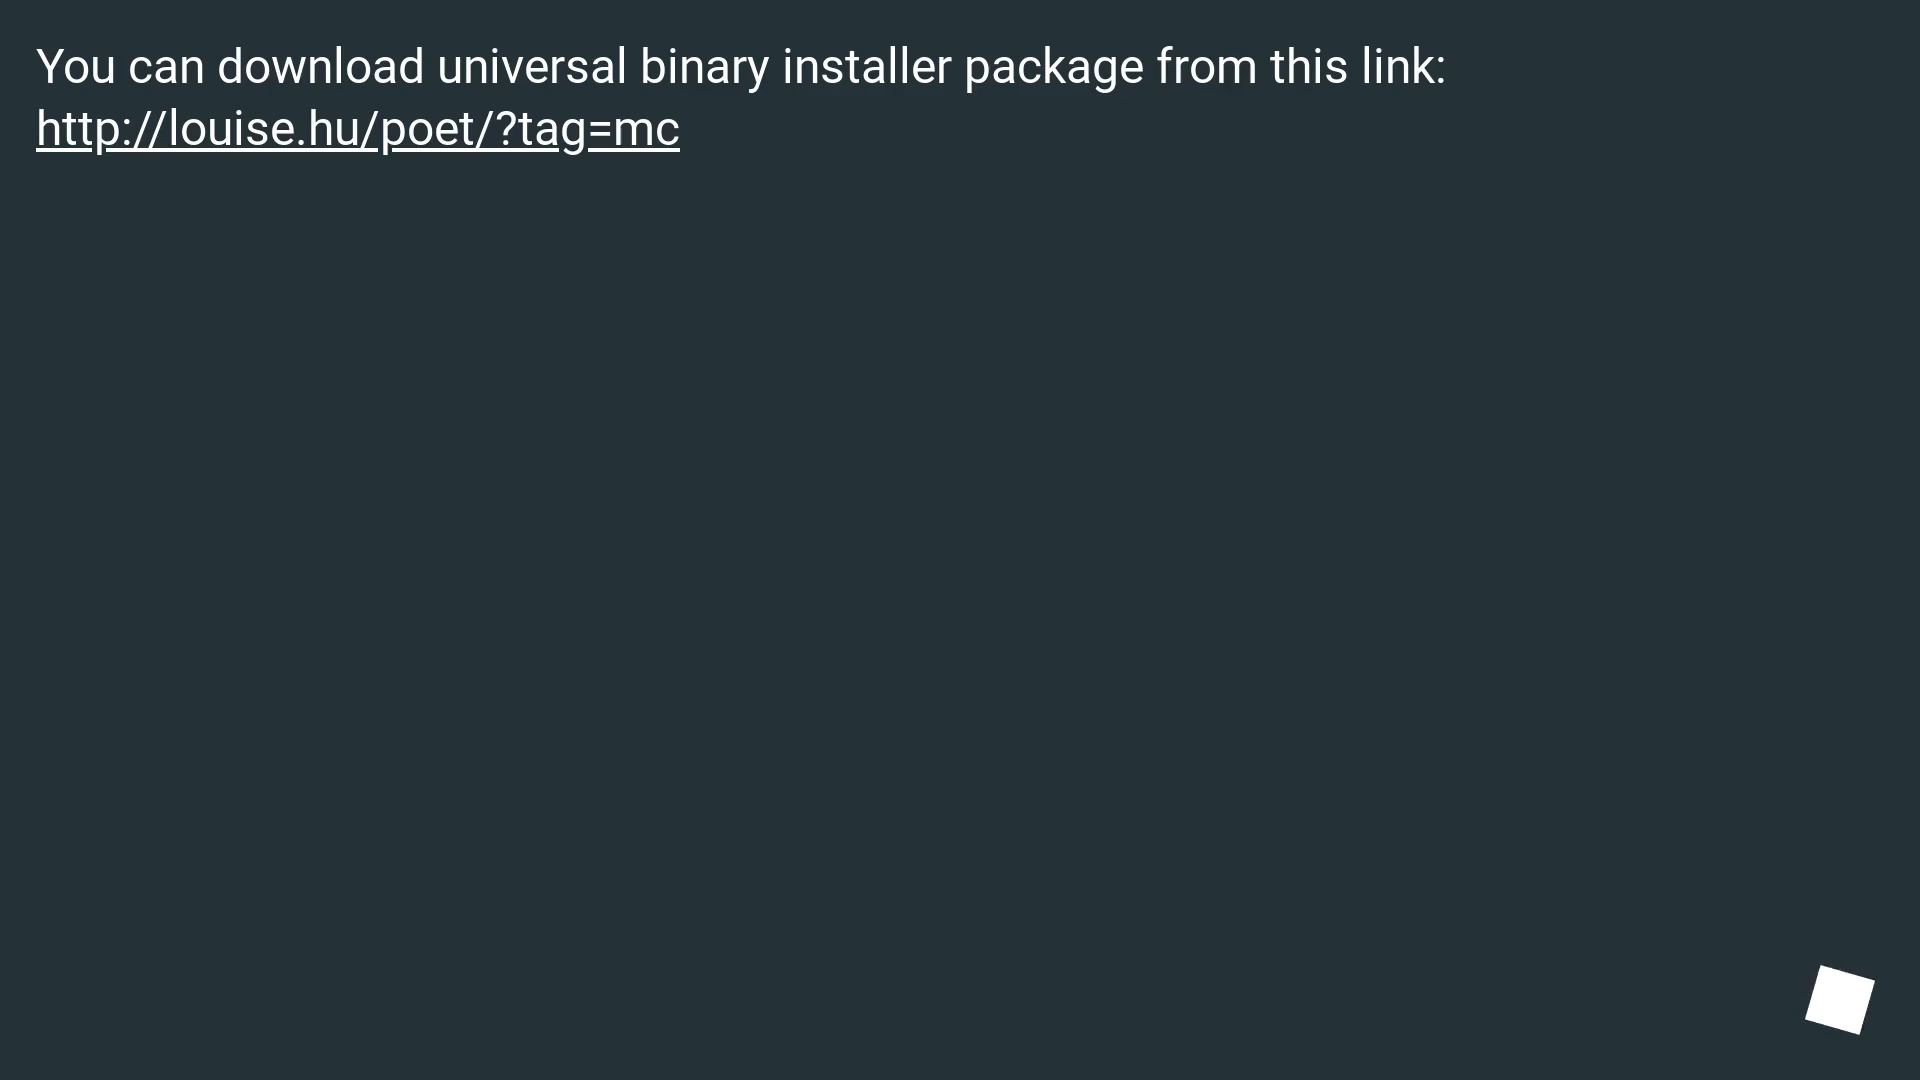 You can download universal binary installer package from this link:
http://louise.hu/poet/?tag=mc